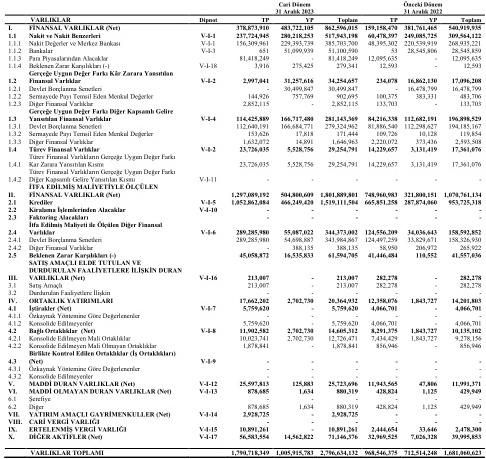 Cari Dönem Önceki Dönem
31 Aralık 2023 31 Aralık 2022
VARLIKLAR Dipnot TP YP Toplam TP YP Toplam
I. FİNANSAL VARLIKLAR (Net) 378,873,910 483,722,105 862,596,015 159,158,470 381,761,465 540,919,935
1.1 Nakit ve Nakit Benzerleri V-I-1 237,724,945 280,218,253 517,943,198 60,478,397 249,085,725 309,564,122
1.1.1 Nakit Değerler ve Merkez Bankası V-I-1 156,309,961 229,393,739 385,703,700 48,395,302 220,539,919 268,935,221
1.1.2 Bankalar V-I-3 651 51,099,939 51,100,590 53 28,545,806 28,545,859
1.1.3 Para Piyasalarından Alacaklar 81,418,249 - 81,418,249 12,095,635 - 12,095,635
1.1.4 Beklenen Zarar Karşılıkları (-) V-I-18 3,916 275,425 279,341 12,593 - 12,593
Gerçeğe Uygun Değer Farkı Kâr Zarara Yansıtılan
1.2 Finansal Varlıklar V-I-2 2,997,041 31,257,616 34,254,657 234,078 16,862,130 17,096,208
1.2.1 Devlet Borçlanma Senetleri - 30,499,847 30,499,847 - 16,478,799 16,478,799
1.2.2 Sermayede Payı Temsil Eden Menkul Değerler 144,926 757,769 902,695 100,375 383,331 483,706
1.2.3 Diğer Finansal Varlıklar 2,852,115 - 2,852,115 133,703 - 133,703
Gerçeğe Uygun Değer Farkı Diğer Kapsamlı Gelire
1.3 Yansıtılan Finansal Varlıklar V-I-4 114,425,889 166,717,480 281,143,369 84,216,338 112,682,191 196,898,529
1.3.1 Devlet Borçlanma Senetleri 112,640,191 166,684,771 279,324,962 81,886,540 112,298,627 194,185,167
1.3.2 Sermayede Payı Temsil Eden Menkul Değerler 153,626 17,818 171,444 109,726 10,128 119,854
1.3.3 Diğer Finansal Varlıklar 1,632,072 14,891 1,646,963 2,220,072 373,436 2,593,508
1.4 Türev Finansal Varlıklar V-I-2 23,726,035 5,528,756 29,254,791 14,229,657 3,131,419 17,361,076
Türev Finansal Varlıkların Gerçeğe Uygun Değer Farkı
1.4.1 Kar Zarara Yansıtılan Kısmı 23,726,035 5,528,756 29,254,791 14,229,657 3,131,419 17,361,076
Türev Finansal Varlıkların Gerçeğe Uygun Değer Farkı
1.4.2 Diğer Kapsamlı Gelire Yansıtılan Kısmı V-I-11 - - - - - -
İTFA EDİLMİŞ MALİYETİYLE ÖLÇÜLEN
II. FİNANSAL VARLIKLAR (Net) 1,297,089,192 504,800,609 1,801,889,801 748,960,983 321,800,151 1,070,761,134
2.1 Krediler V-I-5 1,052,862,084 466,249,420 1,519,111,504 665,851,258 287,874,060 953,725,318
2.2 Kiralama İşlemlerinden Alacaklar V-I-10 - - - - - -
2.3 Faktoring Alacakları - - - - - -
İtfa Edilmiş Maliyeti ile Ölçülen Diğer Finansal
2.4 Varlıklar V-I-6 289,285,980 55,087,022 344,373,002 124,556,209 34,036,643 158,592,852
2.4.1 Devlet Borçlanma Senetleri 289,285,980 54,698,887 343,984,867 124,497,259 33,829,671 158,326,930
2.4.2 Diğer Finansal Varlıklar - 388,135 388,135 58,950 206,972 265,922
2.5 Beklenen Zarar Karşılıkları (-) 45,058,872 16,535,833 61,594,705 41,446,484 110,552 41,557,036
SATIŞ AMAÇLI ELDE TUTULAN VE
DURDURULAN FAALİYETLERE İLİŞKİN DURAN
III. VARLIKLAR (Net) V-I-16 213,007 - 213,007 282,278 - 282,278
3.1 Satış Amaçlı 213,007 - 213,007 282,278 - 282,278
3.2 Durdurulan Faaliyetlere İlişkin - - - - - -
IV. ORTAKLIK YATIRIMLARI 17,662,202 2,702,730 20,364,932 12,358,076 1,843,727 14,201,803
4.1 İştirakler (Net) V-I-7 5,759,620 - 5,759,620 4,066,701 - 4,066,701
4.1.1 Özkaynak Yöntemine Göre Değerlenenler - - - - - -
4.1.2 Konsolide Edilmeyenler 5,759,620 - 5,759,620 4,066,701 - 4,066,701
4.2 Bağlı Ortaklıklar (Net) V-I-8 11,902,582 2,702,730 14,605,312 8,291,375 1,843,727 10,135,102
4.2.1 Konsolide Edilmeyen Mali Ortaklıklar 10,023,741 2,702,730 12,726,471 7,434,429 1,843,727 9,278,156
4.2.2 Konsolide Edilmeyen Mali Olmayan Ortaklıklar 1,878,841 - 1,878,841 856,946 - 856,946
Birlikte Kontrol Edilen Ortaklıklar (İş Ortaklıkları)
4.3 (Net) V-I-9 - - - - - -
4.3.1 Özkaynak Yöntemine Göre Değerlenenler - - - - - -
4.3.2 Konsolide Edilmeyenler - - - - - -
V. MADDİ DURAN VARLIKLAR (Net) V-I-12 25,597,813 125,883 25,723,696 11,943,565 47,806 11,991,371
VI. MADDİ OLMAYAN DURAN VARLIKLAR (Net) V-I-13 878,685 1,634 880,319 428,824 1,125 429,949
6.1 Şerefiye - - - - - -
6.2 Diğer 878,685 1,634 880,319 428,824 1,125 429,949
VII. YATIRIM AMAÇLI GAYRİMENKULLER (Net) V-I-14 2,928,725 - 2,928,725 - - -
VIII. CARİ VERGİ VARLIĞI - - - - - -
IX. ERTELENMİŞ VERGİ VARLIĞI V-I-15 10,891,261 - 10,891,261 2,444,654 33,646 2,478,300
X. DİĞER AKTİFLER (Net) V-I-17 56,583,554 14,562,822 71,146,376 32,969,525 7,026,328 39,995,853
VARLIKLAR TOPLAMI 1,790,718,349 1,005,915,783 2,796,634,132 968,546,375 712,514,248 1,681,060,623